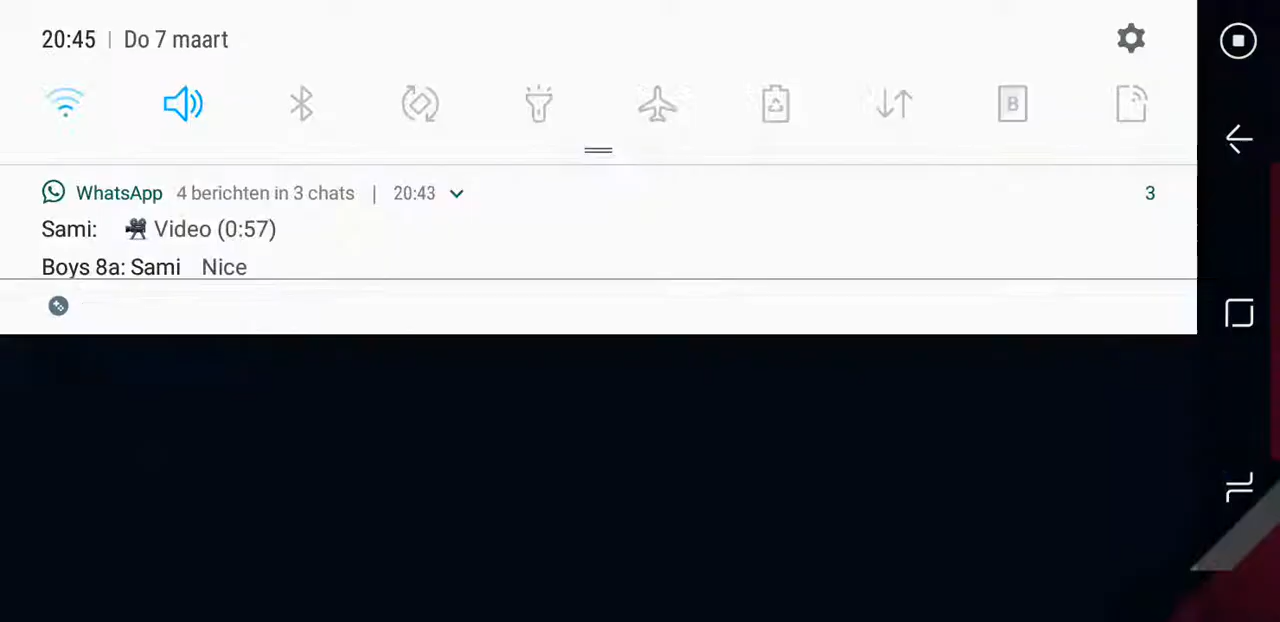 20:45 | Do 7 maart
B
WhatsApp 4 berichten in 3 chats | 20:43 3
Sami: Video (0:57)
Boys 8a: Sami Nice